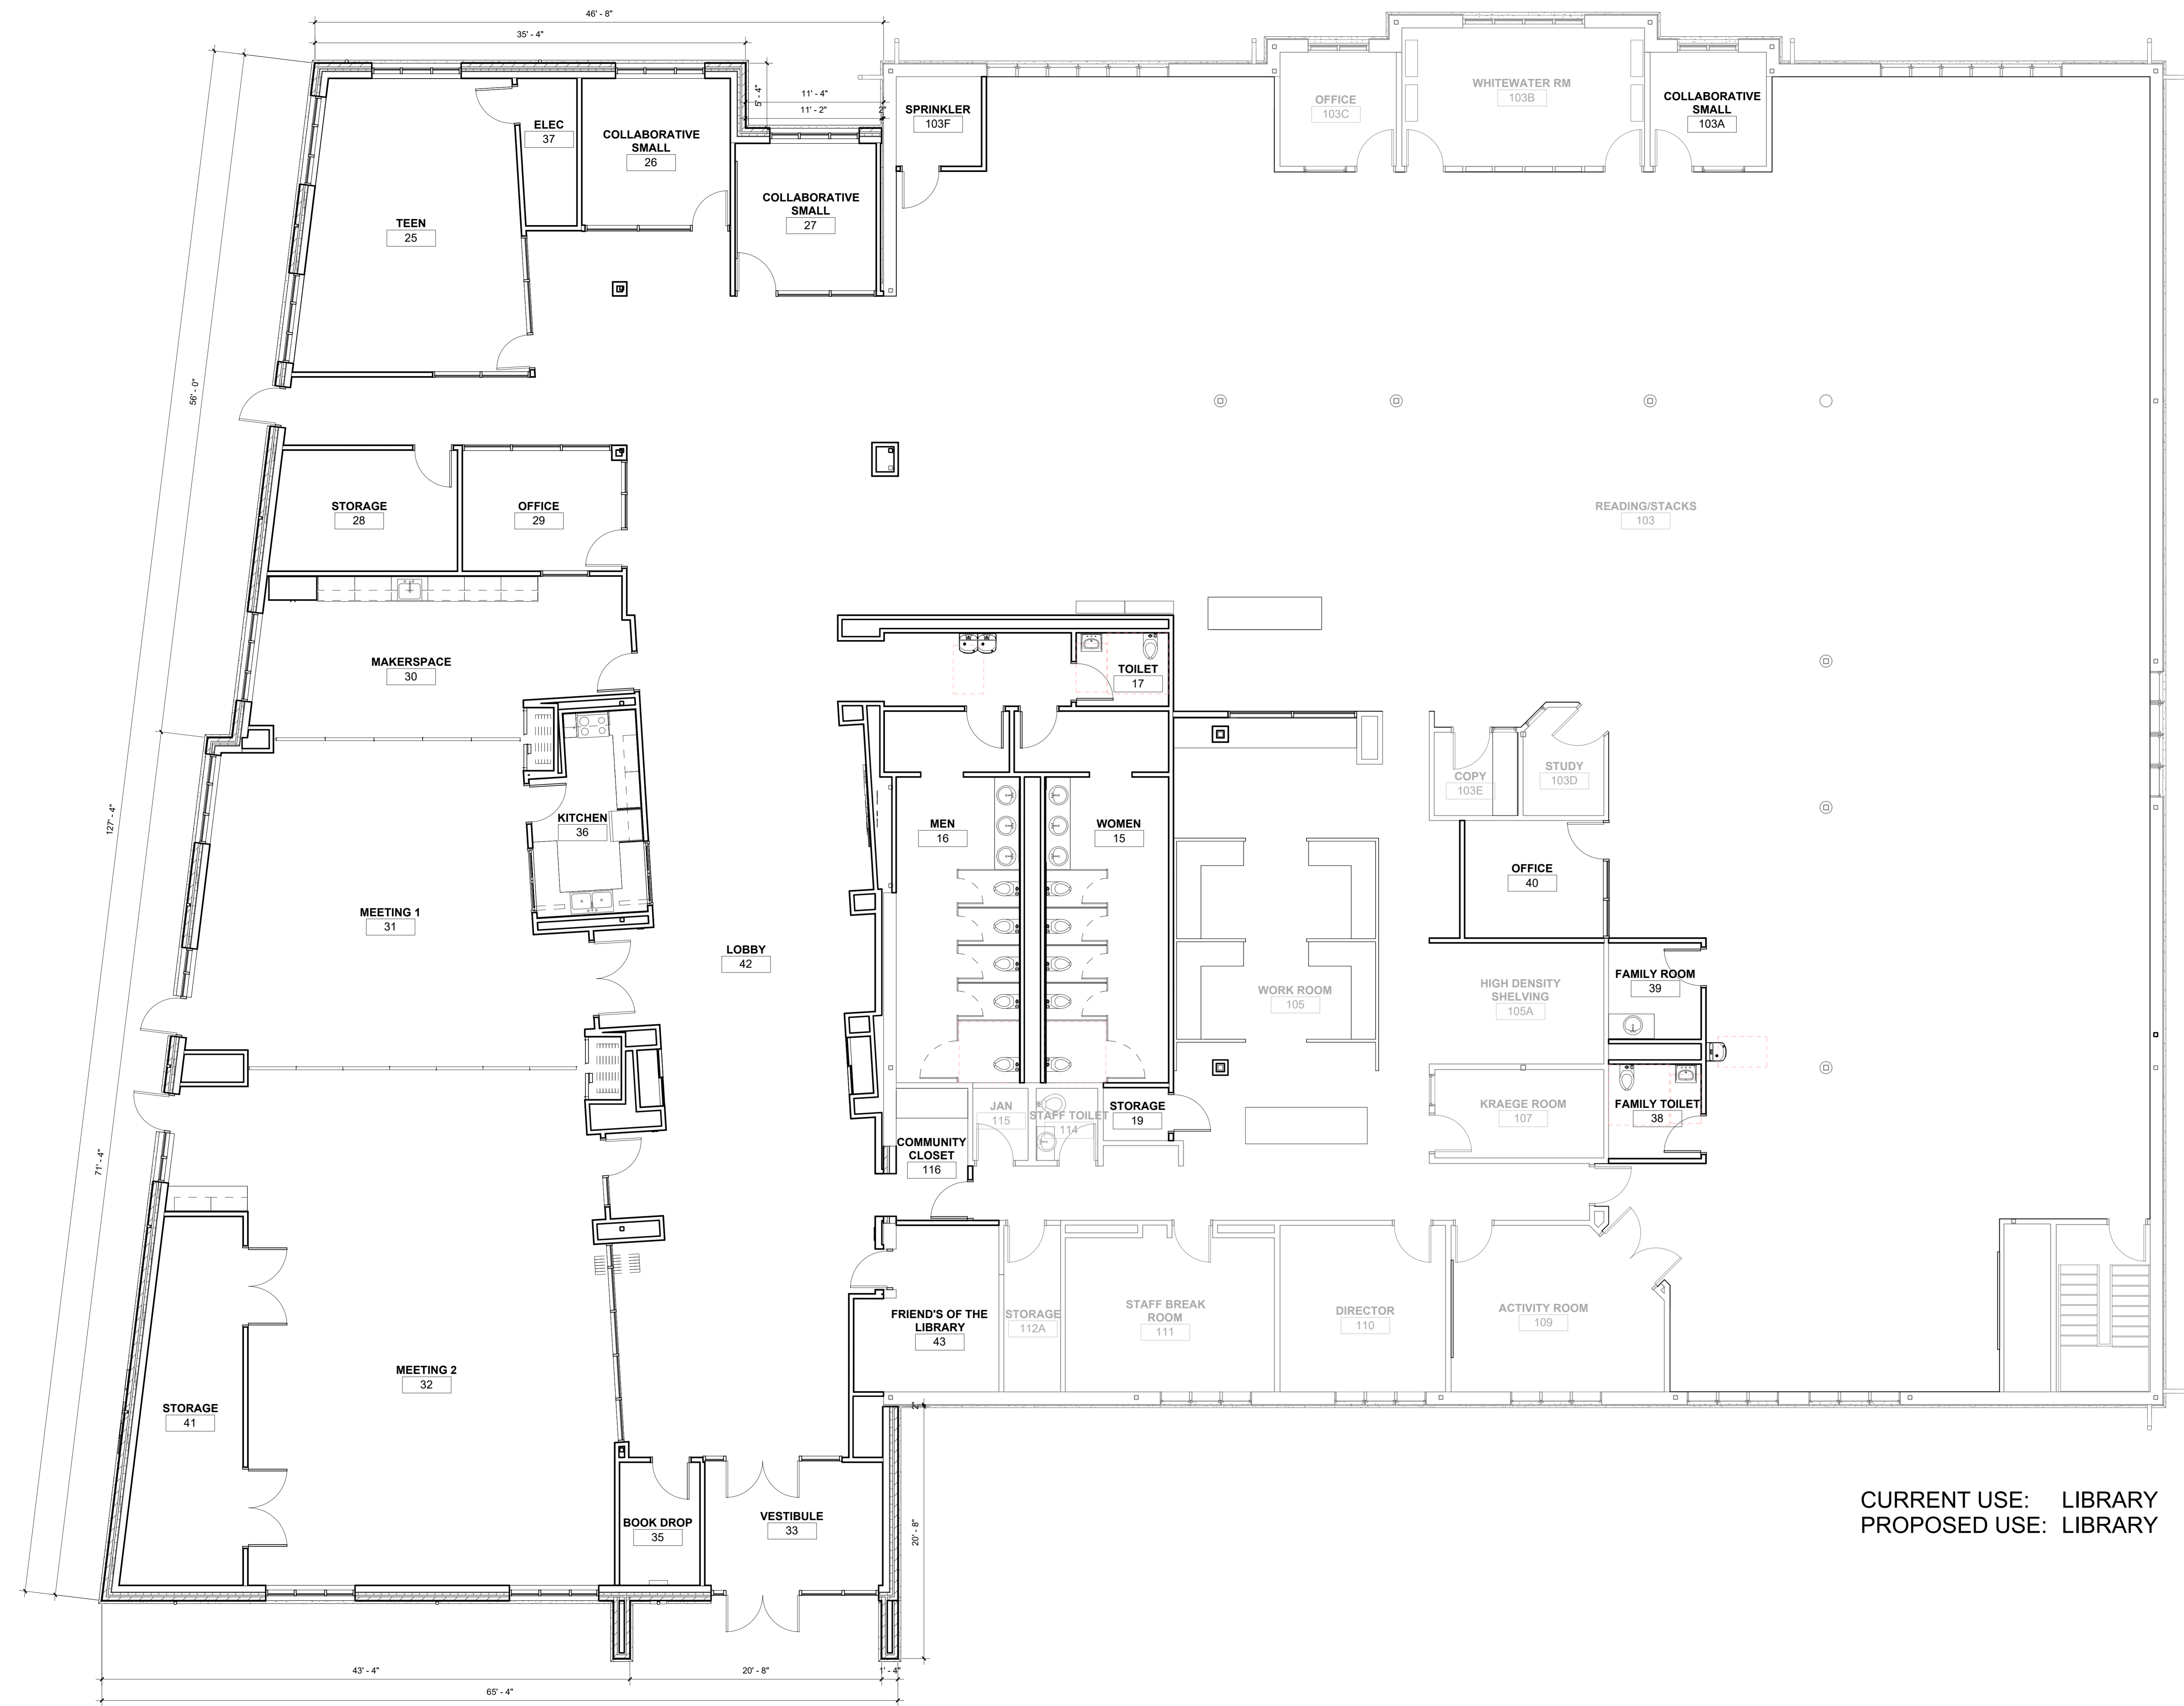 46' - 8"
35' - 4"
11' - 4"
11' - 2"
2"
5' - 4"
SPRINKLER
103F
OFFICE
103C
WHITEWATER RM
103B
COLLABORATIVE
SMALL
103A
ELEC
37
COLLABORATIVE
SMALL
26
COLLABORATIVE
SMALL
27
TEEN
25
56' - 0"
STORAGE
28
OFFICE
29
READING/STACKS
103
MAKERSPACE
30
TOILET
17
COPY
103E
STUDY
103D
127' - 4"
KITCHEN
36
MEN
16
WOMEN
15
OFFICE
40
MEETING 1
31
LOBBY
42
WORK ROOM
105
HIGH DENSITY
SHELVING
105A
FAMILY ROOM
39
71' - 4"
COMMUNITY
CLOSET
116
JAN
115
STAFF TOILET
114
STORAGE
19
KRAEGE ROOM
107
FAMILY TOILET
38
FRIEND'S OF THE
LIBRARY
43
STORAGE
112A
STAFF BREAK
ROOM
111
DIRECTOR
110
ACTIVITY ROOM
109
MEETING 2
32
STORAGE
41
2"
BOOK DROP
35
VESTIBULE
33
20' - 8"
CURRENT USE: LIBRARY
PROPOSED USE: LIBRARY
43' - 4"
20' - 8"
1' - 4"
65' - 4"